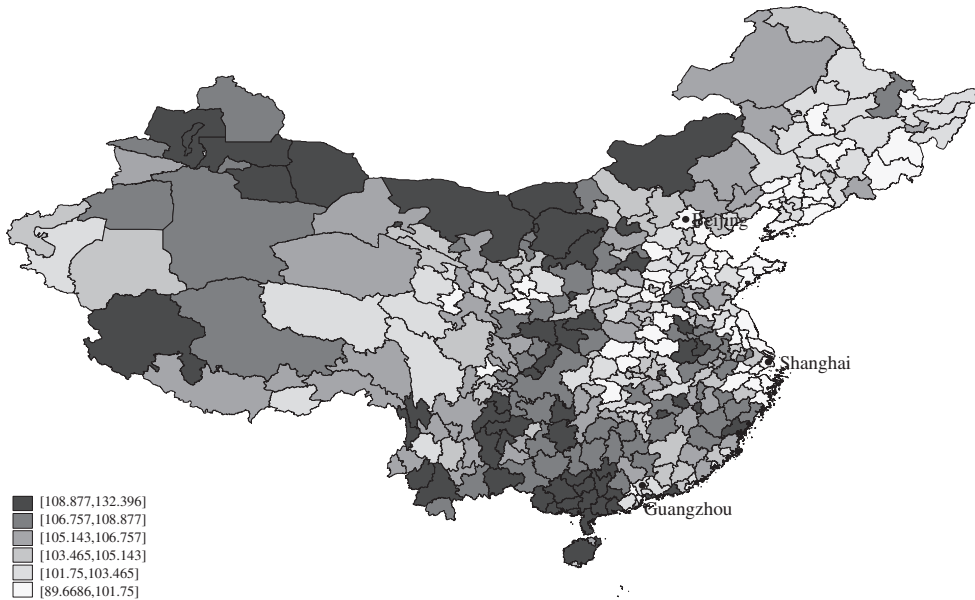 Beijing
Shanghai
Guangzhou
[108.877,132.396]
[106.757,108.877]
[105.143,106.757]
[103.465,105.143]
[101.75,103.465]
[89.6686,101.75]